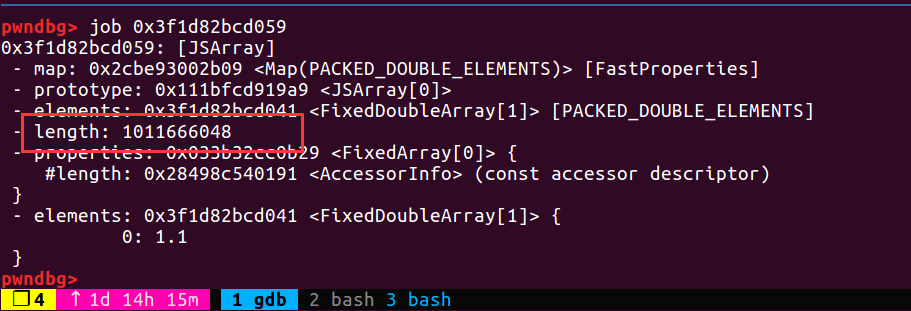 pwndbg> job 0x3f1d82bcd059
0x3f1d82bcd059: [JSArray]
- map: 0x2cbe93002b09 <Map(PACKED_DOUBLE_ELEMENTS)> [FastProperties]
- prototype: 0x111bfcd919a9 <JSArray[0]>
- elements: 0x3f1d82bcd041 <FixedDoubleArray[1]> [PACKED_DOUBLE_ELEMENTS]
- length: 1011666048
- properties: 0x033b32cc0b29 <FixedArray[0]> {
#length: 0x28498c540191 <AccessorInfo> (const accessor descriptor)
}
- elements: 0x3f1d82bcd041 <FixedDoubleArray[1]> {
0: 1.1
}
pwndbg>
❐ 4 ↑ 1d 14h 15m 1 gdb 2 bash 3 bash